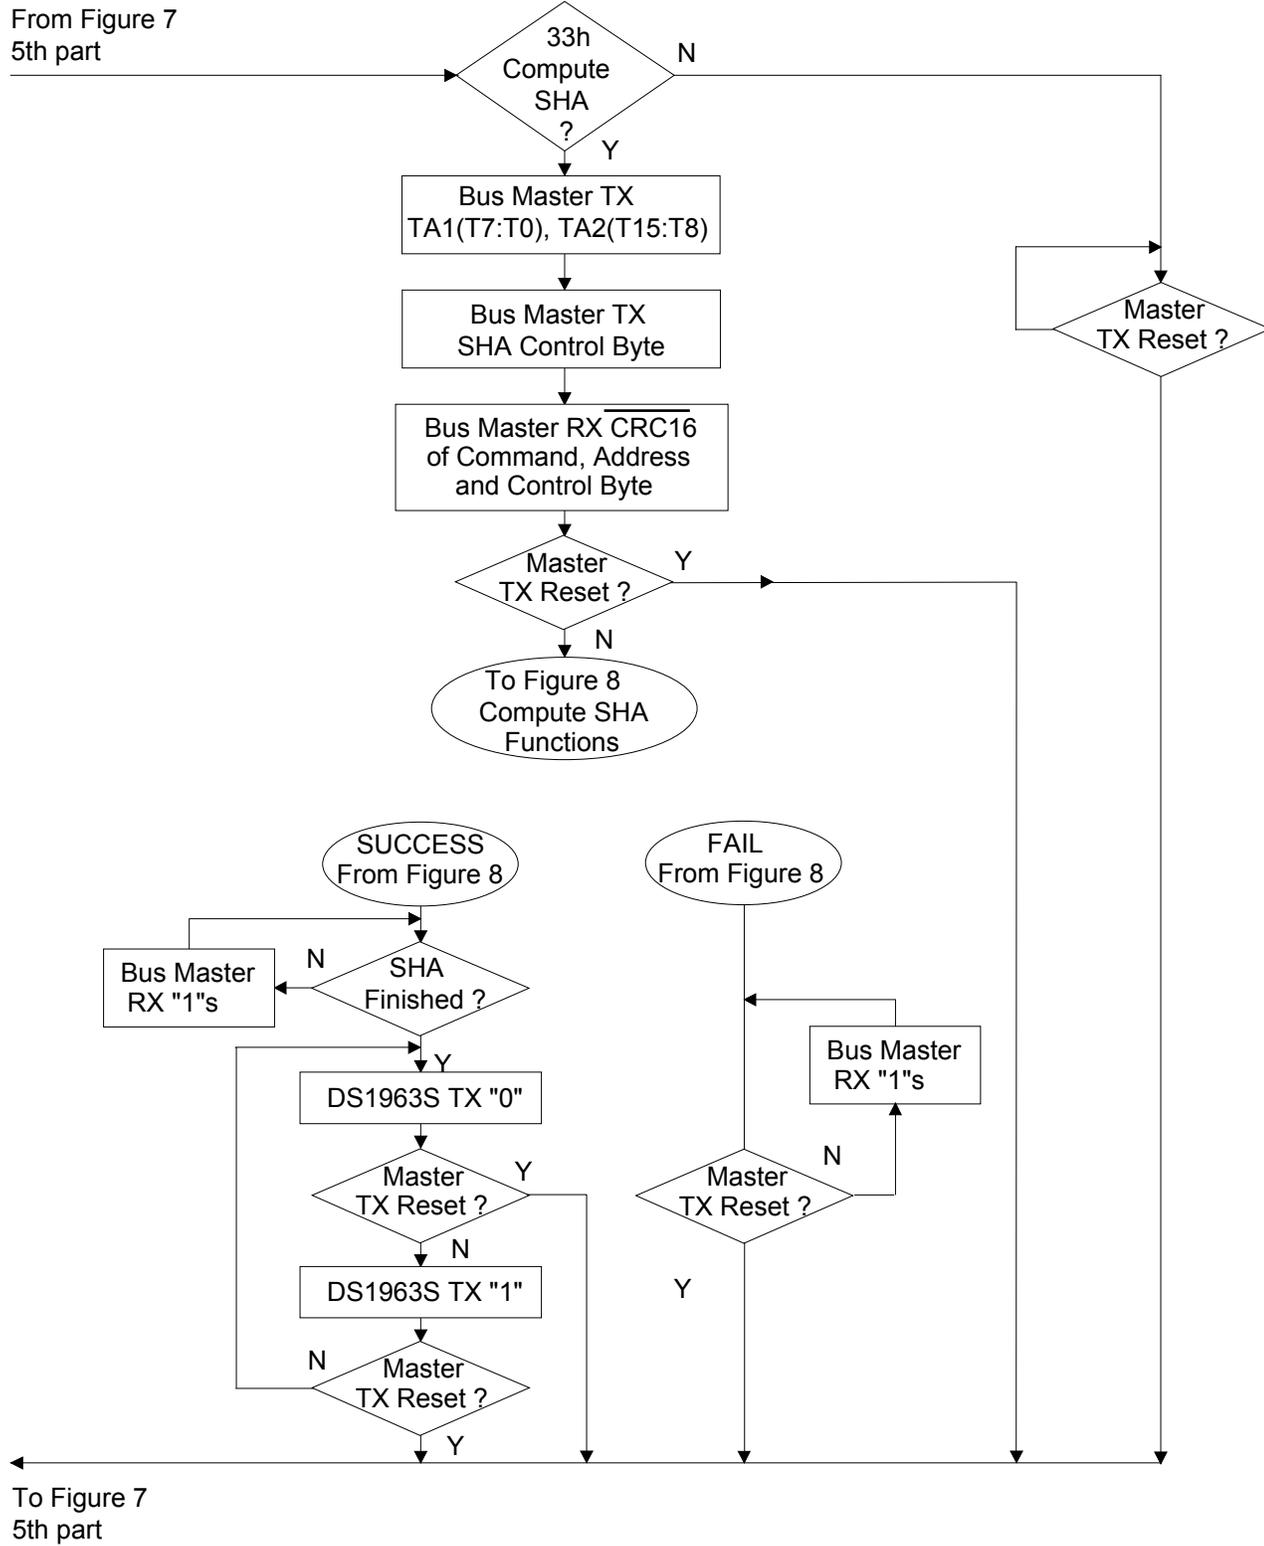 From Figure 7
5th part
33h
Compute
SHA
?
N
Y
Bus Master TX
TA1(T7:T0), TA2(T15:T8)
Bus Master TX
SHA Control Byte
Master
TX Reset ?
Bus Master RX CRC16
of Command, Address
and Control Byte
Master
TX Reset ?
Y
N
To Figure 8
Compute SHA
Functions
SUCCESS
From Figure 8
FAIL
From Figure 8
N
SHA
Finished ?
Bus Master
RX "1"s
Bus Master
RX "1"s
Y
DS1963S TX "0"
Master
TX Reset ?
Y
N
Master
TX Reset ?
N
Y
DS1963S TX "1"
N
Master
TX Reset ?
Y
To Figure 7
5th part